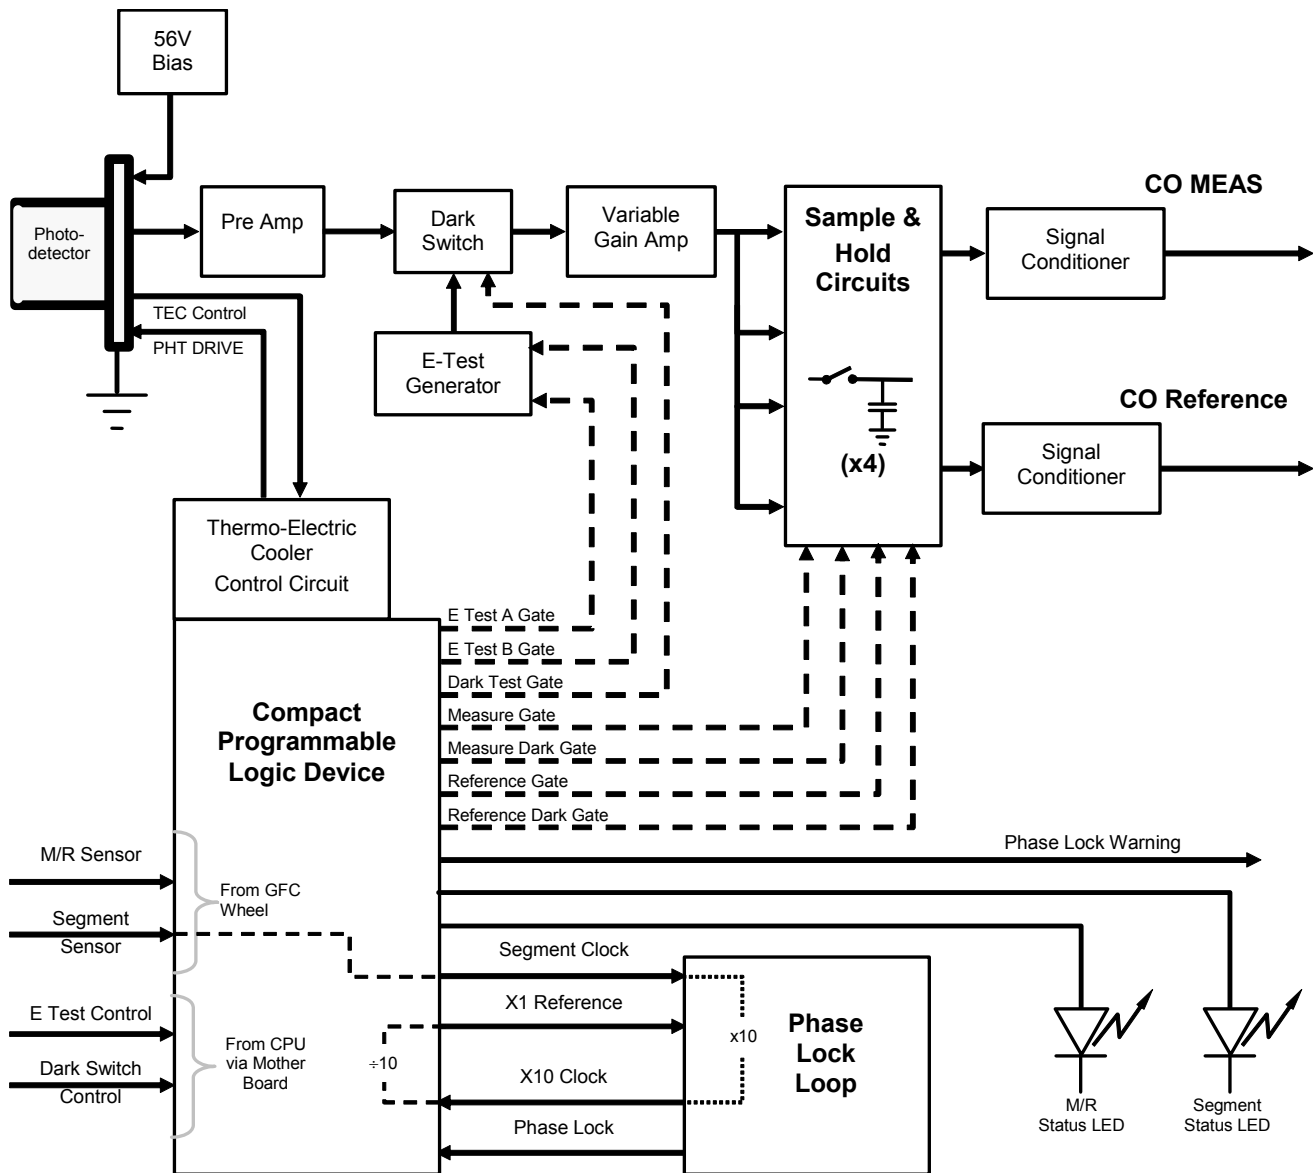 56V
Bias
CO MEAS
Photo-
detector
Pre Amp
Dark
Switch
Variable
Gain Amp
Sample &
Hold
Circuits
(x4)
Signal
Conditioner
TEC Control
PHT DRIVE
E-Test
Generator
CO Reference
Signal
Conditioner
Thermo-Electric
Cooler
Control Circuit
E Test A Gate
E Test B Gate
Dark Test Gate
Measure Gate
Measure Dark Gate
Reference Gate
Reference Dark Gate
Compact
Programmable
Logic Device
Phase Lock Warning
M/R Sensor
Segment
Sensor
From GFC
Wheel
E Test Control
Dark Switch
Control
From CPU
via Mother
Board
÷10
Segment Clock
X1 Reference
X10 Clock
Phase Lock
x10
Phase
Lock
Loop
M/R
Status LED
Segment
Status LED